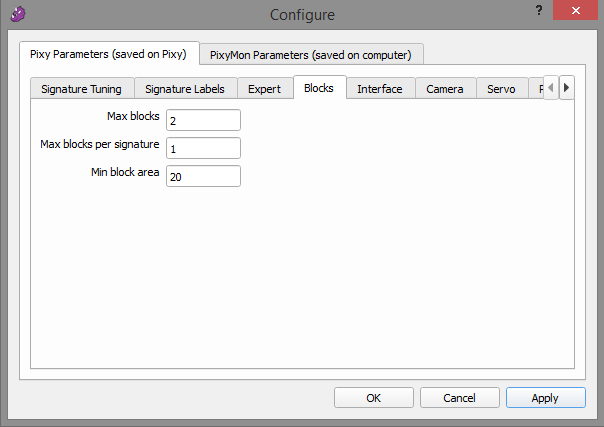 Configure
?
Pixy Parameters (saved on Pixy) PixyMon Parameters (saved on computer)
Signature Tuning Signature Labels Expert Blocks Interface Camera Servo
Max blocks 2
Max blocks per signature 1
Min block area 20
OK Cancel Apply